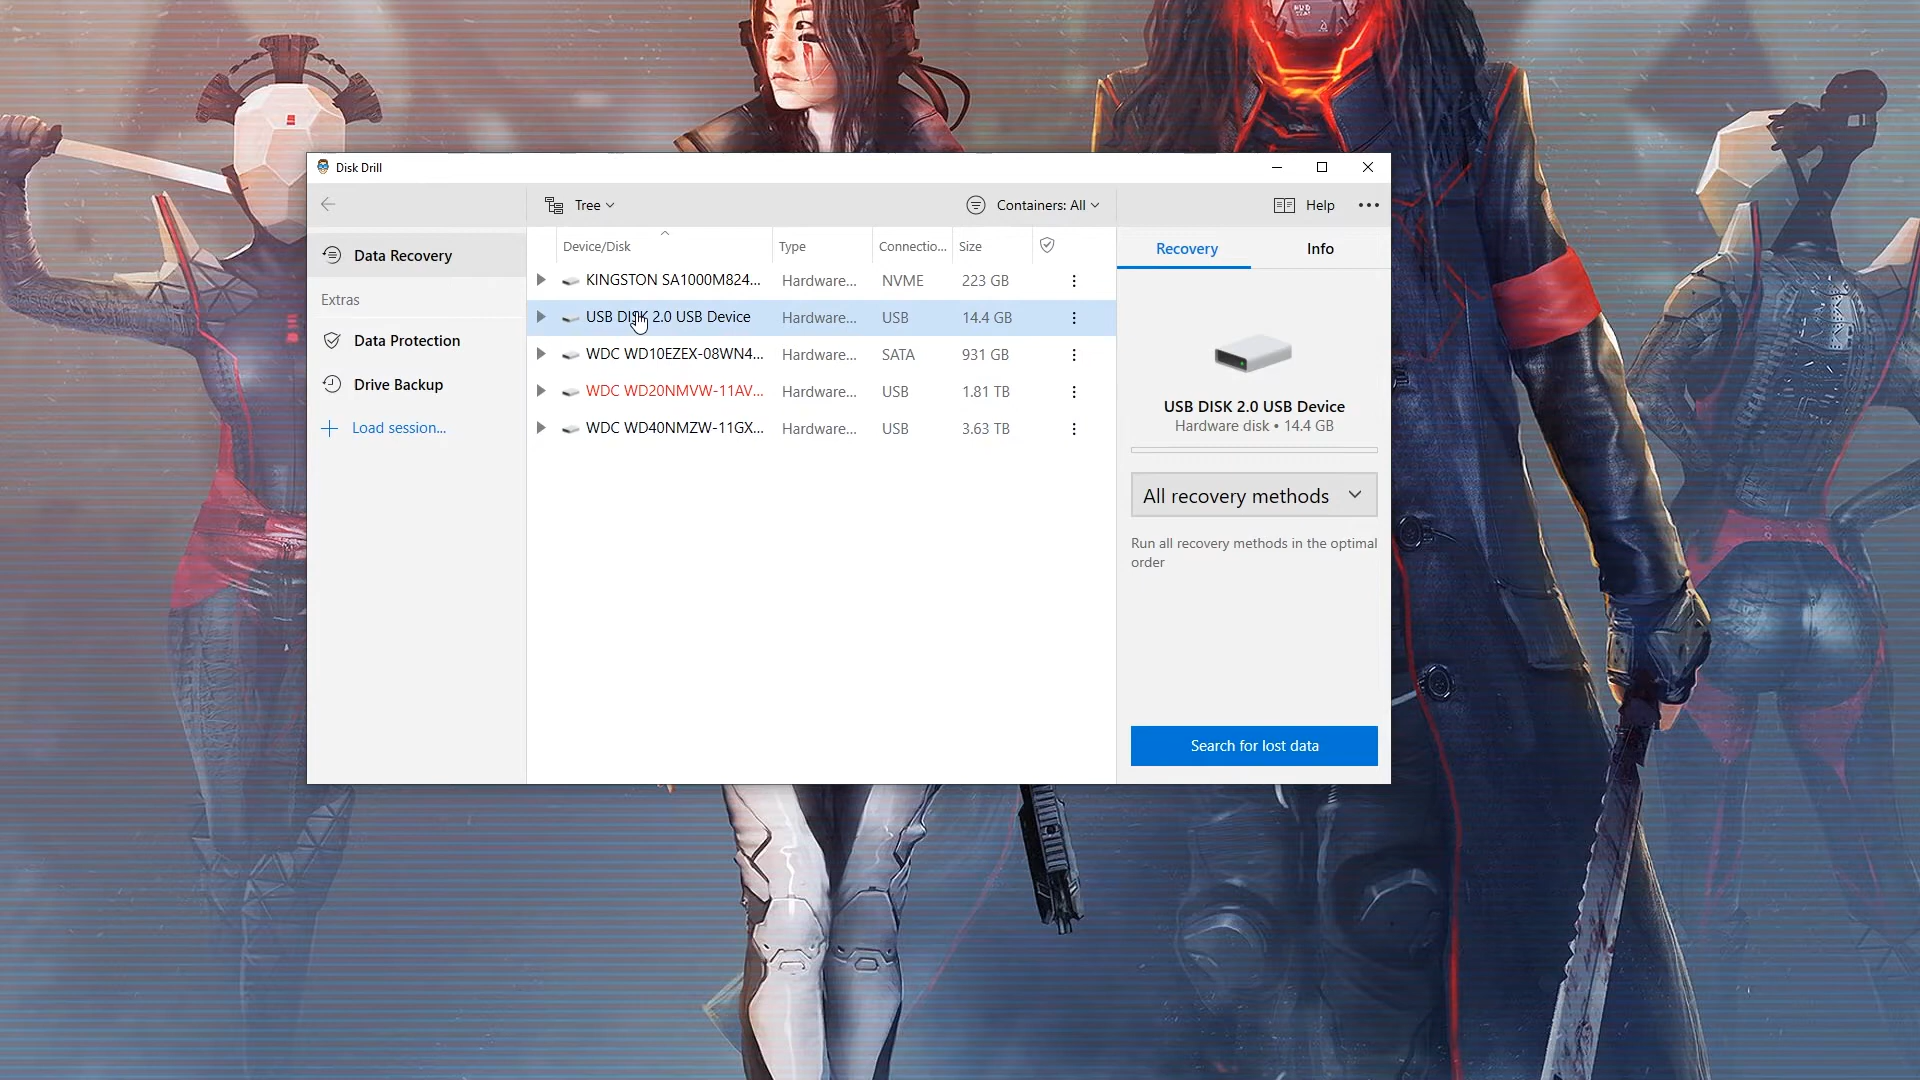 Disk Drill
Tree
Containers: All
Help
Data Recovery
Extras
Data Protection
Drive Backup
Load session...
Device/Disk Type Connectio... Size
KINGSTON SA1000M824... Hardware... NVME 223 GB
USB DISK 2.0 USB Device Hardware... USB 14.4 GB
WDC WD10EZEX-08WN4... Hardware... SATA 931 GB
WDC WD20NMVW-11AV... Hardware... USB 1.81 TB
WDC WD40NMZW-11GX... Hardware... USB 3.63 TB
Recovery Info
USB DISK 2.0 USB Device
Hardware disk • 14.4 GB
All recovery methods
Run all recovery methods in the optimal
order
Search for lost data